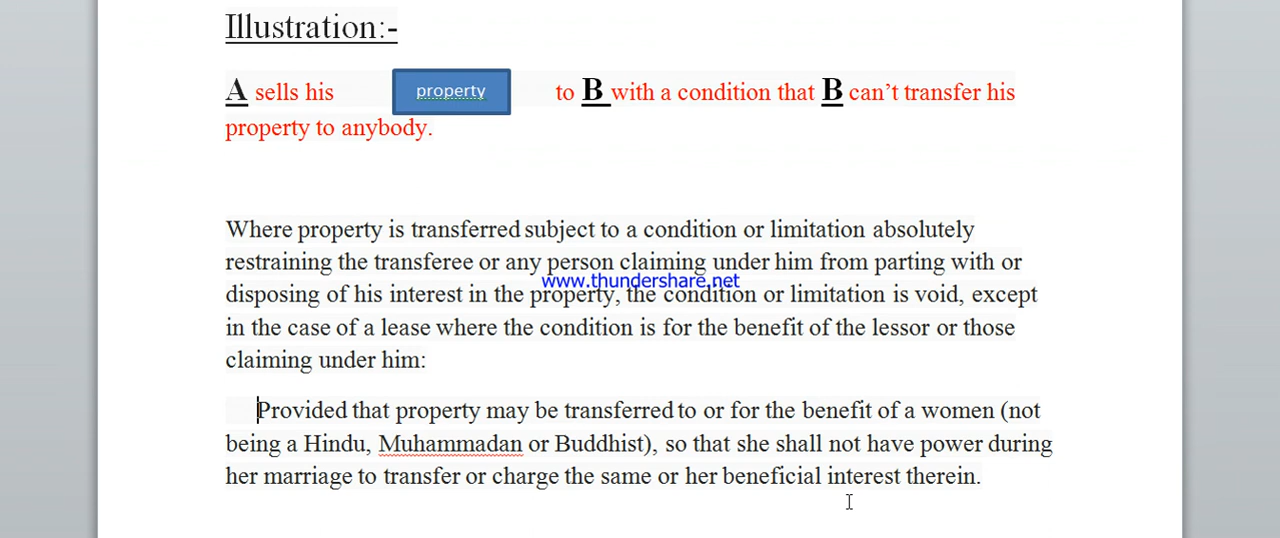 Illustration:-
A sells his property to B with a condition that B can't transfer his
property to anybody.
Where property is transferred subject to a condition or limitation absolutely
restraining the transferee or any person claiming under him from parting with or
www.thundershare.net
disposing of his interest in the property, the condition or limitation is void, except
in the case of a lease where the condition is for the benefit of the lessor or those
claiming under him:
Provided that property may be transferred to or for the benefit of a women (not
being a Hindu, Muhammadan or Buddhist), so that she shall not have power during
her marriage to transfer or charge the same or her beneficial interest therein.